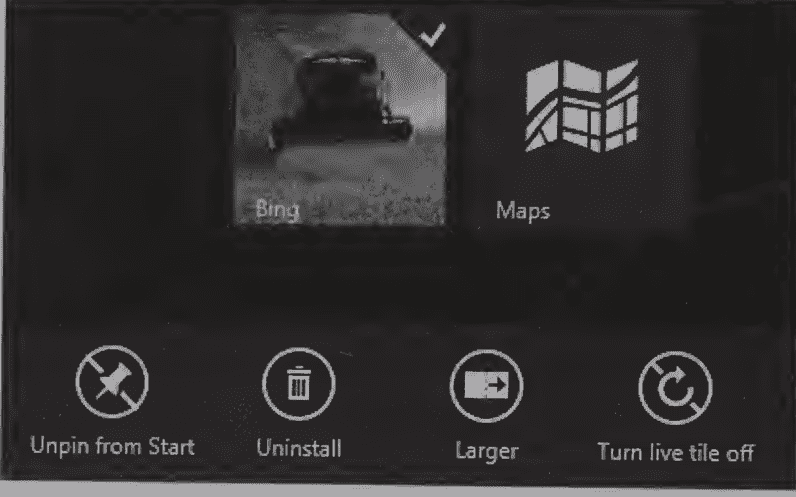 Bing
Maps
Unpin from Start
Uninstall
Larger
Turn live tile off